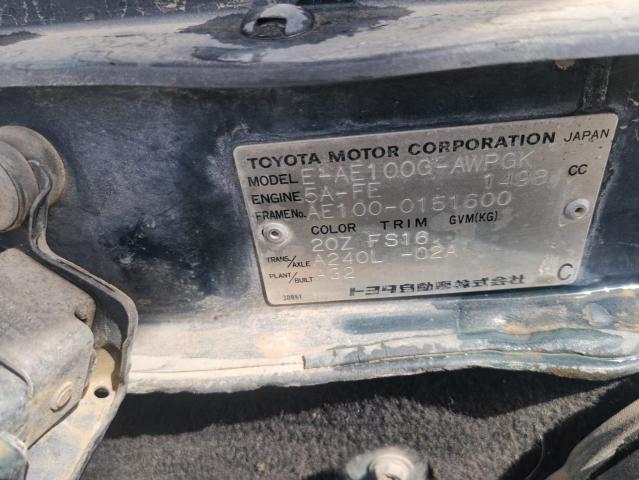 TOYOTA MOTOR CORPORATION JAPAN
MODEL E-AE100G-AWPGK
ENGINE 5A-FE 1498 CC
FRAME No. AE100-0151600
COLOR TRIM GVM(KG)
20Z FS16
TRANS./AXLE A240L -02A
PLANT/BUILT -G2
トヨタ自動車株式会社 C
30991